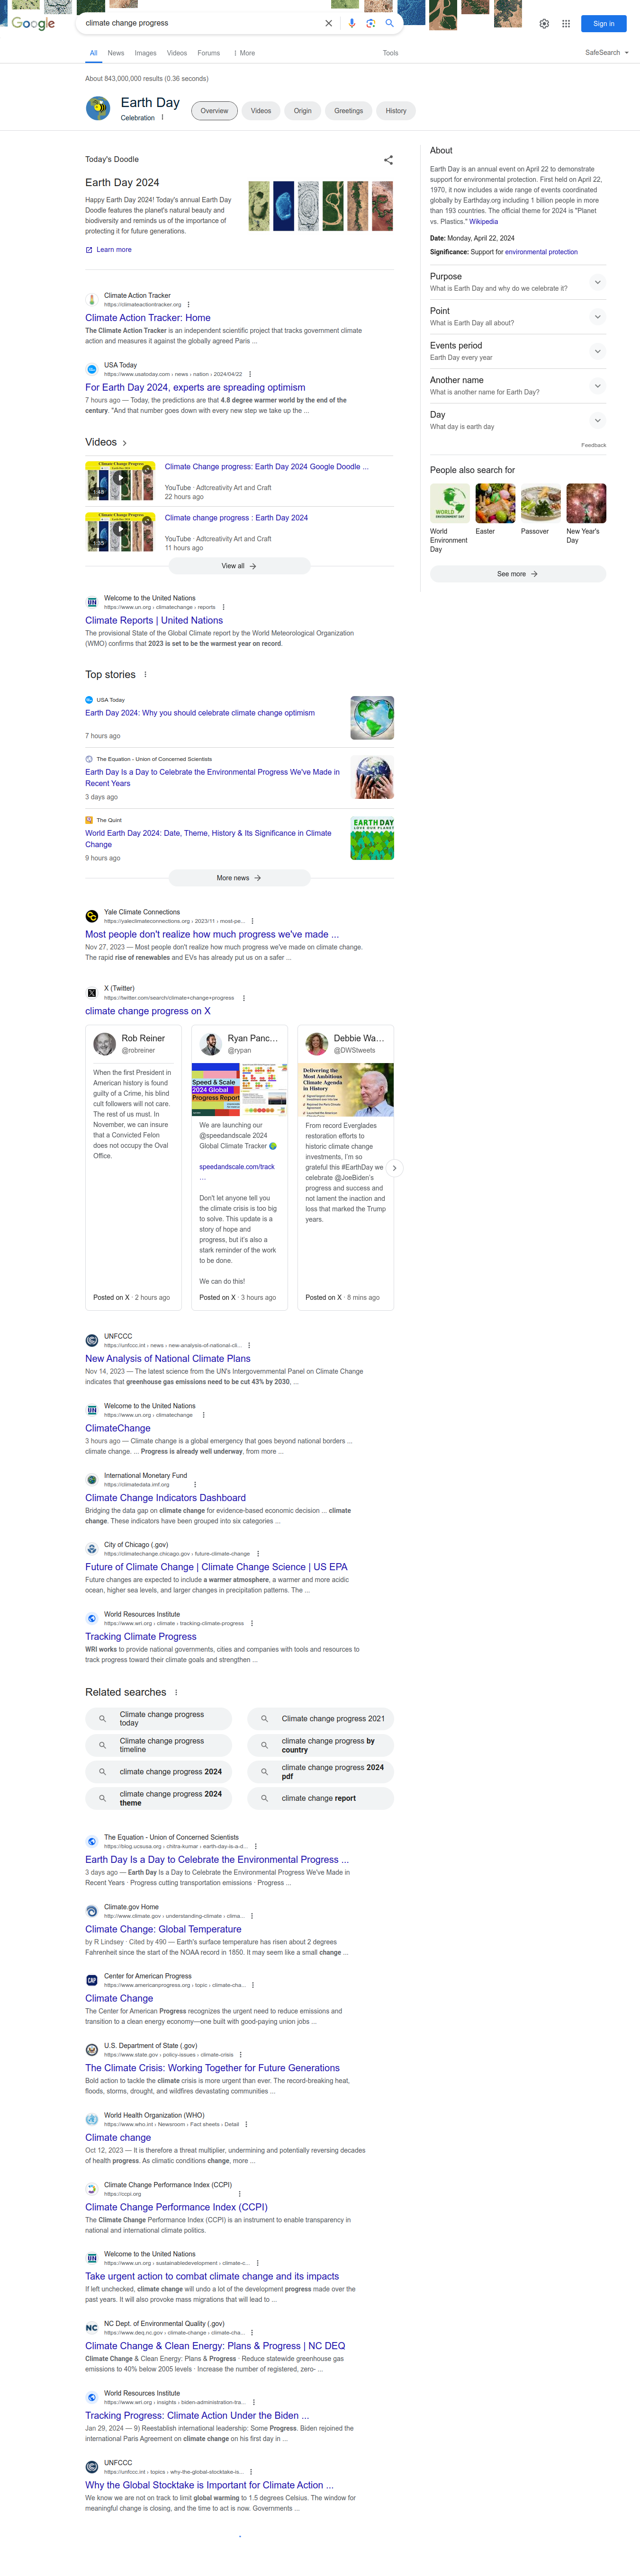 Google
climate change progress
Sign in
All News Images Videos Forums More Tools SafeSearch
About 843,000,000 results (0.36 seconds)
Earth Day
Celebration
Overview Videos Origin Greetings History
Today's Doodle
Earth Day 2024
Happy Earth Day 2024! Today's annual Earth Day
Doodle features the planet's natural beauty and
biodiversity and reminds us of the importance of
protecting it for future generations.
Learn more
Climate Action Tracker
https://climateactiontracker.org
Climate Action Tracker: Home
The Climate Action Tracker is an independent scientific project that tracks government climate
action and measures it against the globally agreed Paris ...
USA Today
https://www.usatoday.com › news › nation › 2024/04/22
For Earth Day 2024, experts are spreading optimism
7 hours ago — Today, the predictions are that 4.8 degree warmer world by the end of the
century. "And that number goes down with every new step we take up the ...
Videos
Climate Change Progress
1:48
Climate Change progress: Earth Day 2024 Google Doodle ...
YouTube · Adtcreativity Art and Craft
22 hours ago
Climate Change Progress
1:35
Climate change progress : Earth Day 2024
YouTube · Adtcreativity Art and Craft
11 hours ago
View all
Welcome to the United Nations
https://www.un.org › climatechange › reports
Climate Reports | United Nations
The provisional State of the Global Climate report by the World Meteorological Organization
(WMO) confirms that 2023 is set to be the warmest year on record.
Top stories
USA Today
Earth Day 2024: Why you should celebrate climate change optimism
7 hours ago
The Equation - Union of Concerned Scientists
Earth Day Is a Day to Celebrate the Environmental Progress We've Made in
Recent Years
3 days ago
The Quint
World Earth Day 2024: Date, Theme, History & Its Significance in Climate
Change
9 hours ago
EARTH DAY
LOVE OUR PLANET
More news
Yale Climate Connections
https://yaleclimateconnections.org › 2023/11 › most-pe...
Most people don't realize how much progress we've made ...
Nov 27, 2023 — Most people don't realize how much progress we've made on climate change.
The rapid rise of renewables and EVs has already put us on a safer ...
X (Twitter)
https://twitter.com/search/climate+change+progress
climate change progress on X
Rob Reiner
@robreiner
When the first President in
American history is found
guilty of a Crime, his blind
cult followers will not care.
The rest of us must. In
November, we can insure
that a Convicted Felon
does not occupy the Oval
Office.
Posted on X · 2 hours ago
Ryan Panc...
@rypan
Speed & Scale
2024 Global
Progress Report
We are launching our
@speedandscale 2024
Global Climate Tracker 🌎
speedandscale.com/track
...
Don't let anyone tell you
the climate crisis is too big
to solve. This update is a
story of hope and
progress, but it's also a
stark reminder of the work
to be done.
We can do this!
Posted on X · 3 hours ago
Debbie Wa...
@DWStweets
Delivering the
Most Ambitious
Climate Agenda
in History
From record Everglades
restoration efforts to
historic climate change
investments, I'm so
grateful this #EarthDay we
celebrate @JoeBiden's
progress and success and
not lament the inaction and
loss that marked the Trump
years.
Posted on X · 8 mins ago
UNFCCC
https://unfccc.int › news › new-analysis-of-national-cli...
New Analysis of National Climate Plans
Nov 14, 2023 — The latest science from the UN's Intergovernmental Panel on Climate Change
indicates that greenhouse gas emissions need to be cut 43% by 2030, ...
Welcome to the United Nations
https://www.un.org › climatechange
ClimateChange
3 hours ago — Climate change is a global emergency that goes beyond national borders ...
climate change. ... Progress is already well underway, from more ...
International Monetary Fund
https://climatedata.imf.org
Climate Change Indicators Dashboard
Bridging the data gap on climate change for evidence-based economic decision ... climate
change. These indicators have been grouped into six categories ...
City of Chicago (.gov)
https://climatechange.chicago.gov › future-climate-change
Future of Climate Change | Climate Change Science | US EPA
Future changes are expected to include a warmer atmosphere, a warmer and more acidic
ocean, higher sea levels, and larger changes in precipitation patterns. The ...
World Resources Institute
https://www.wri.org › climate › tracking-climate-progress
Tracking Climate Progress
WRI works to provide national governments, cities and companies with tools and resources to
track progress toward their climate goals and strengthen ...
Related searches
Climate change progress
today
Climate change progress 2021
Climate change progress
timeline
climate change progress by
country
climate change progress 2024
climate change progress 2024
pdf
climate change progress 2024
theme
climate change report
The Equation - Union of Concerned Scientists
https://blog.ucsusa.org › chitra-kumar › earth-day-is-a-d...
Earth Day Is a Day to Celebrate the Environmental Progress ...
3 days ago — Earth Day Is a Day to Celebrate the Environmental Progress We've Made in
Recent Years · Progress cutting transportation emissions · Progress ...
Climate.gov Home
http://www.climate.gov › understanding-climate › clima...
Climate Change: Global Temperature
by R Lindsey · Cited by 490 — Earth's surface temperature has risen about 2 degrees
Fahrenheit since the start of the NOAA record in 1850. It may seem like a small change ...
CAP
Center for American Progress
https://www.americanprogress.org › topic › climate-cha...
Climate Change
The Center for American Progress recognizes the urgent need to reduce emissions and
transition to a clean energy economy—one built with good-paying union jobs ...
U.S. Department of State (.gov)
https://www.state.gov › policy-issues › climate-crisis
The Climate Crisis: Working Together for Future Generations
Bold action to tackle the climate crisis is more urgent than ever. The record-breaking heat,
floods, storms, drought, and wildfires devastating communities ...
World Health Organization (WHO)
https://www.who.int › Newsroom › Fact sheets › Detail
Climate change
Oct 12, 2023 — It is therefore a threat multiplier, undermining and potentially reversing decades
of health progress. As climatic conditions change, more ...
Climate Change Performance Index (CCPI)
https://ccpi.org
Climate Change Performance Index (CCPI)
The Climate Change Performance Index (CCPI) is an instrument to enable transparency in
national and international climate politics.
Welcome to the United Nations
https://www.un.org › sustainabledevelopment › climate-c...
Take urgent action to combat climate change and its impacts
If left unchecked, climate change will undo a lot of the development progress made over the
past years. It will also provoke mass migrations that will lead to ...
NC
NC Dept. of Environmental Quality (.gov)
https://www.deq.nc.gov › climate-change › climate-cha...
Climate Change & Clean Energy: Plans & Progress | NC DEQ
Climate Change & Clean Energy: Plans & Progress · Reduce statewide greenhouse gas
emissions to 40% below 2005 levels · Increase the number of registered, zero- ...
World Resources Institute
https://www.wri.org › insights › biden-administration-tra...
Tracking Progress: Climate Action Under the Biden ...
Jan 29, 2024 — 9) Reestablish international leadership: Some Progress. Biden rejoined the
international Paris Agreement on climate change on his first day in ...
UNFCCC
https://unfccc.int › topics › why-the-global-stocktake-is...
Why the Global Stocktake is Important for Climate Action ...
We know we are not on track to limit global warming to 1.5 degrees Celsius. The window for
meaningful change is closing, and the time to act is now. Governments ...
About
Earth Day is an annual event on April 22 to demonstrate
support for environmental protection. First held on April 22,
1970, it now includes a wide range of events coordinated
globally by Earthday.org including 1 billion people in more
than 193 countries. The official theme for 2024 is "Planet
vs. Plastics." Wikipedia
Date: Monday, April 22, 2024
Significance: Support for environmental protection
Purpose
What is Earth Day and why do we celebrate it?
Point
What is Earth Day all about?
Events period
Earth Day every year
Another name
What is another name for Earth Day?
Day
What day is earth day
Feedback
People also search for
WORLD
World
Environment
Day
Easter
Passover
New Year's
Day
See more